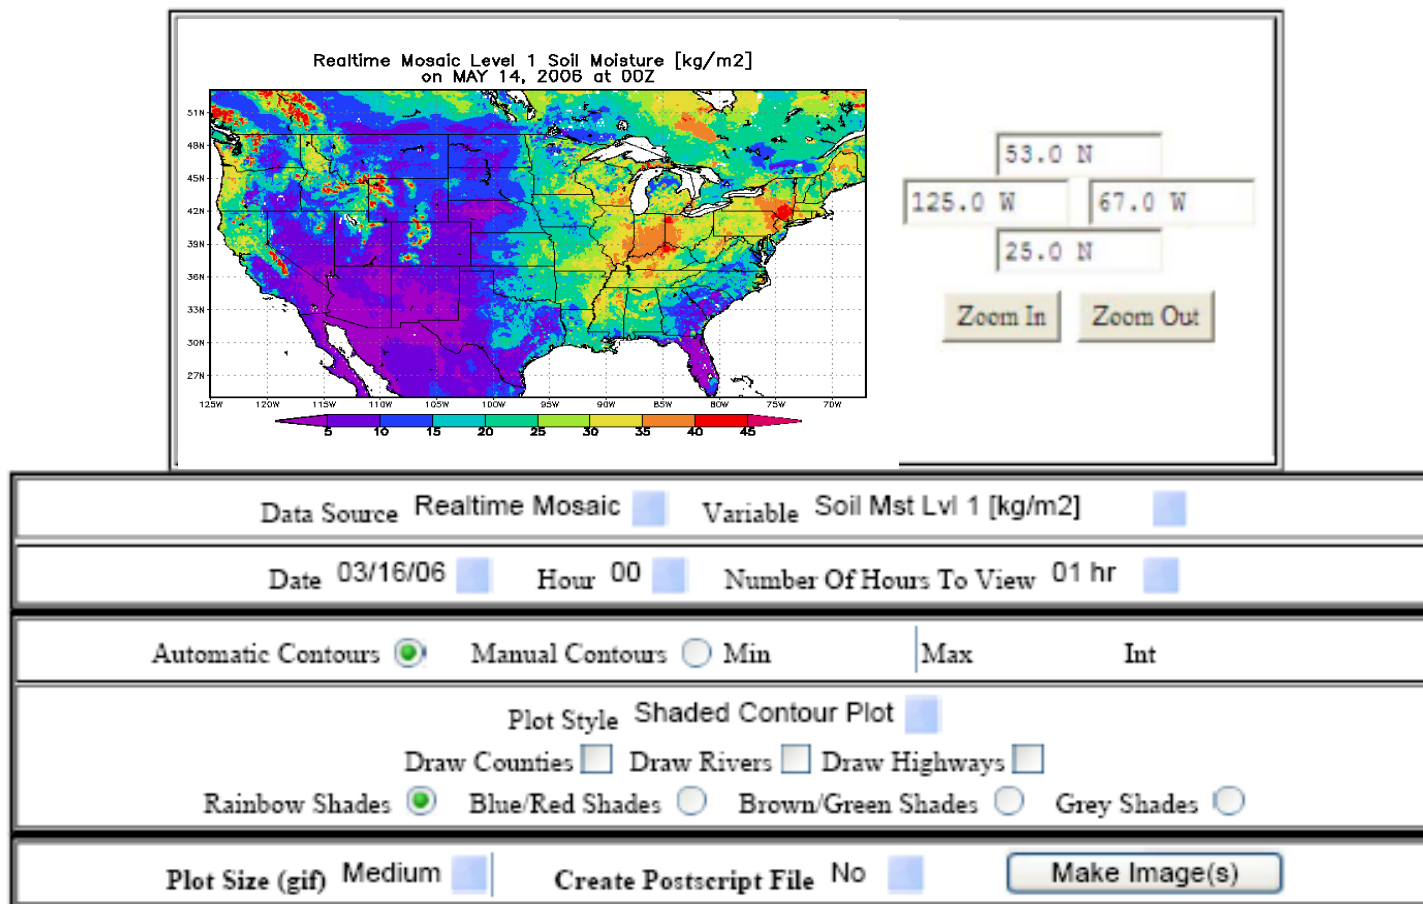 Realtime Mosaic Level 1 Soil Moisture [kg/m2]
on MAY 14, 2006 at 00Z
51N
48N
45N
42N
39N
36N
33N
30N
27N
125W 120W 115W 110W 105W 100W 95W 90W 85W 80W 75W 70W
5 10 15 20 25 30 35 40 45
53.0 N
125.0 W 67.0 W
25.0 N
Zoom In Zoom Out
Data Source Realtime Mosaic Variable Soil Mst Lvl 1 [kg/m2]
Date 03/16/06 Hour 00 Number Of Hours To View 01 hr
Automatic Contours Manual Contours Min Max Int
Plot Style Shaded Contour Plot
Draw Counties Draw Rivers Draw Highways
Rainbow Shades Blue/Red Shades Brown/Green Shades Grey Shades
Plot Size (gif) Medium Create Postscript File No Make Image(s)